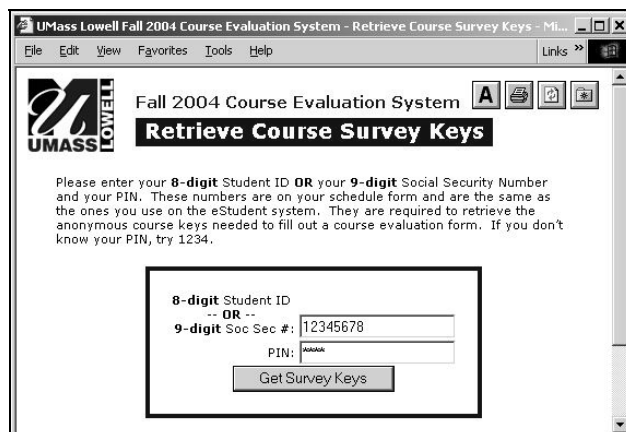 UMass Lowell Fall 2004 Course Evaluation System - Retrieve Course Survey Keys - Mi...
File Edit View Favorites Tools Help Links »
UMASS LOWELL
Fall 2004 Course Evaluation System A
Retrieve Course Survey Keys
Please enter your 8-digit Student ID OR your 9-digit Social Security Number
and your PIN. These numbers are on your schedule form and are the same as
the ones you use on the eStudent system. They are required to retrieve the
anonymous course keys needed to fill out a course evaluation form. If you don't
know your PIN, try 1234.
8-digit Student ID
-- OR --
9-digit Soc Sec #: 12345678
PIN: ****
Get Survey Keys